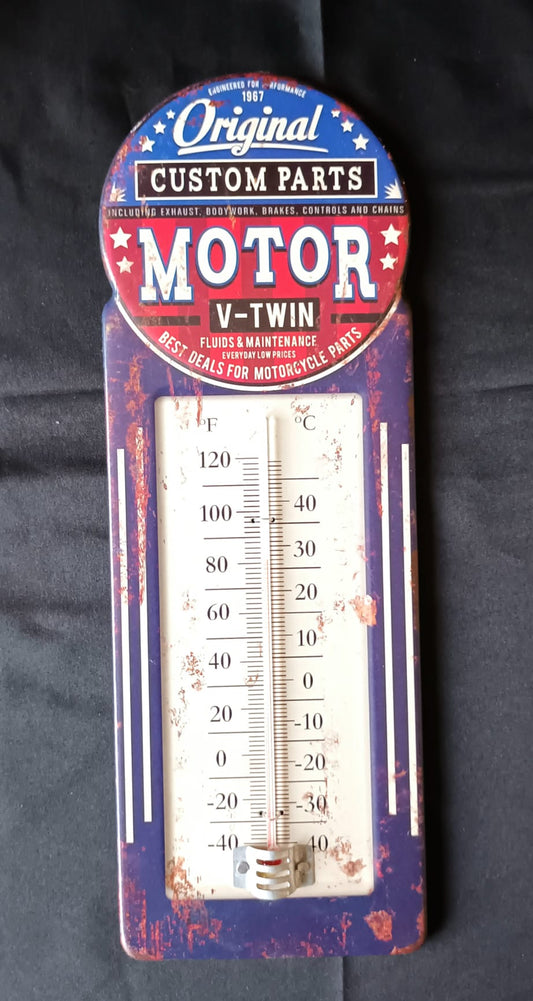 ENGINEERED FOR PERFORMANCE
1967
Original
CUSTOM PARTS
INCLUDING EXHAUST, BODYWORK, BRAKES, CONTROLS AND CHAINS
MOTOR
V-TWIN
FLUIDS & MAINTENANCE
EVERYDAY LOW PRICES
BEST DEALS FOR MOTORCYCLE PARTS
°F °C
120
40
100
30
80
20
60
10
40
0
20
-10
0
-20
-20
-30
-40 40